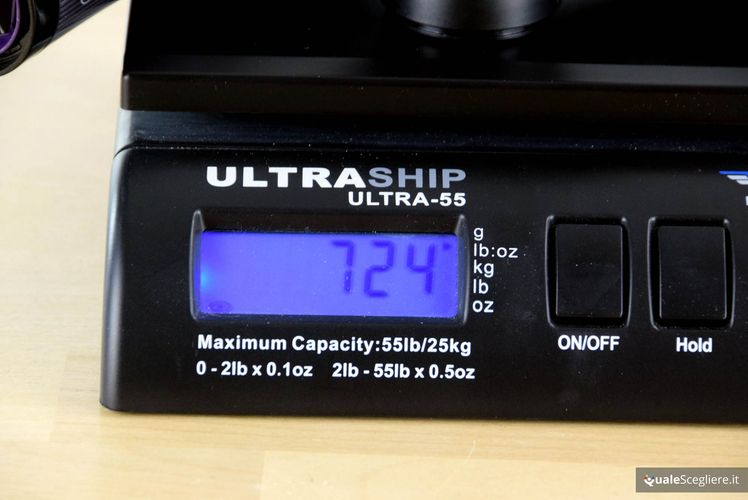 ULTRASHIP
ULTRA-55
724
g
lb:oz
kg
lb
oz
Maximum Capacity:55lb/25kg
0 - 2lb x 0.1oz 2lb - 55lb x 0.5oz
ON/OFF
Hold
QualeScegliere.it